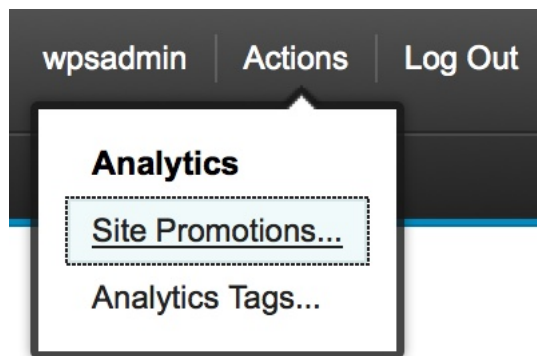 wpsadmin Actions Log Out
Analytics
Site Promotions...
Analytics Tags...